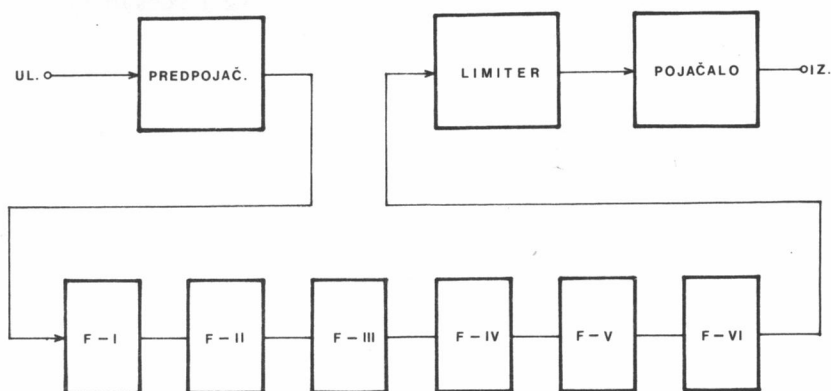 UL.
PREDPOJAČ.
LIMITER
POJAČALO
IZ.
F-I
F-II
F-III
F-IV
F-V
F-VI